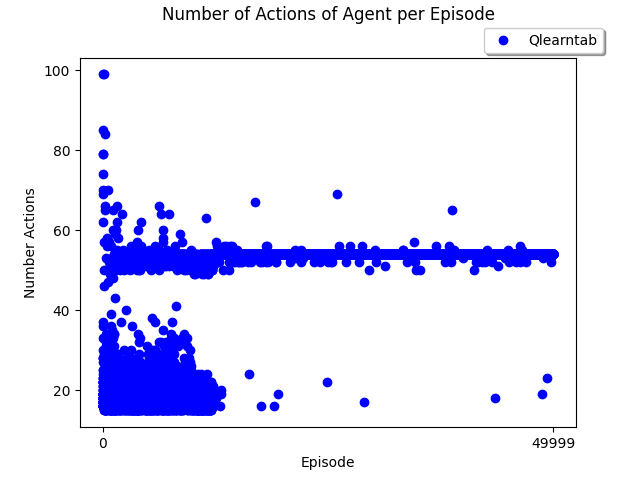 Number of Actions of Agent per Episode
Qlearntab
100
80
60
40
20
Number Actions
0
49999
Episode